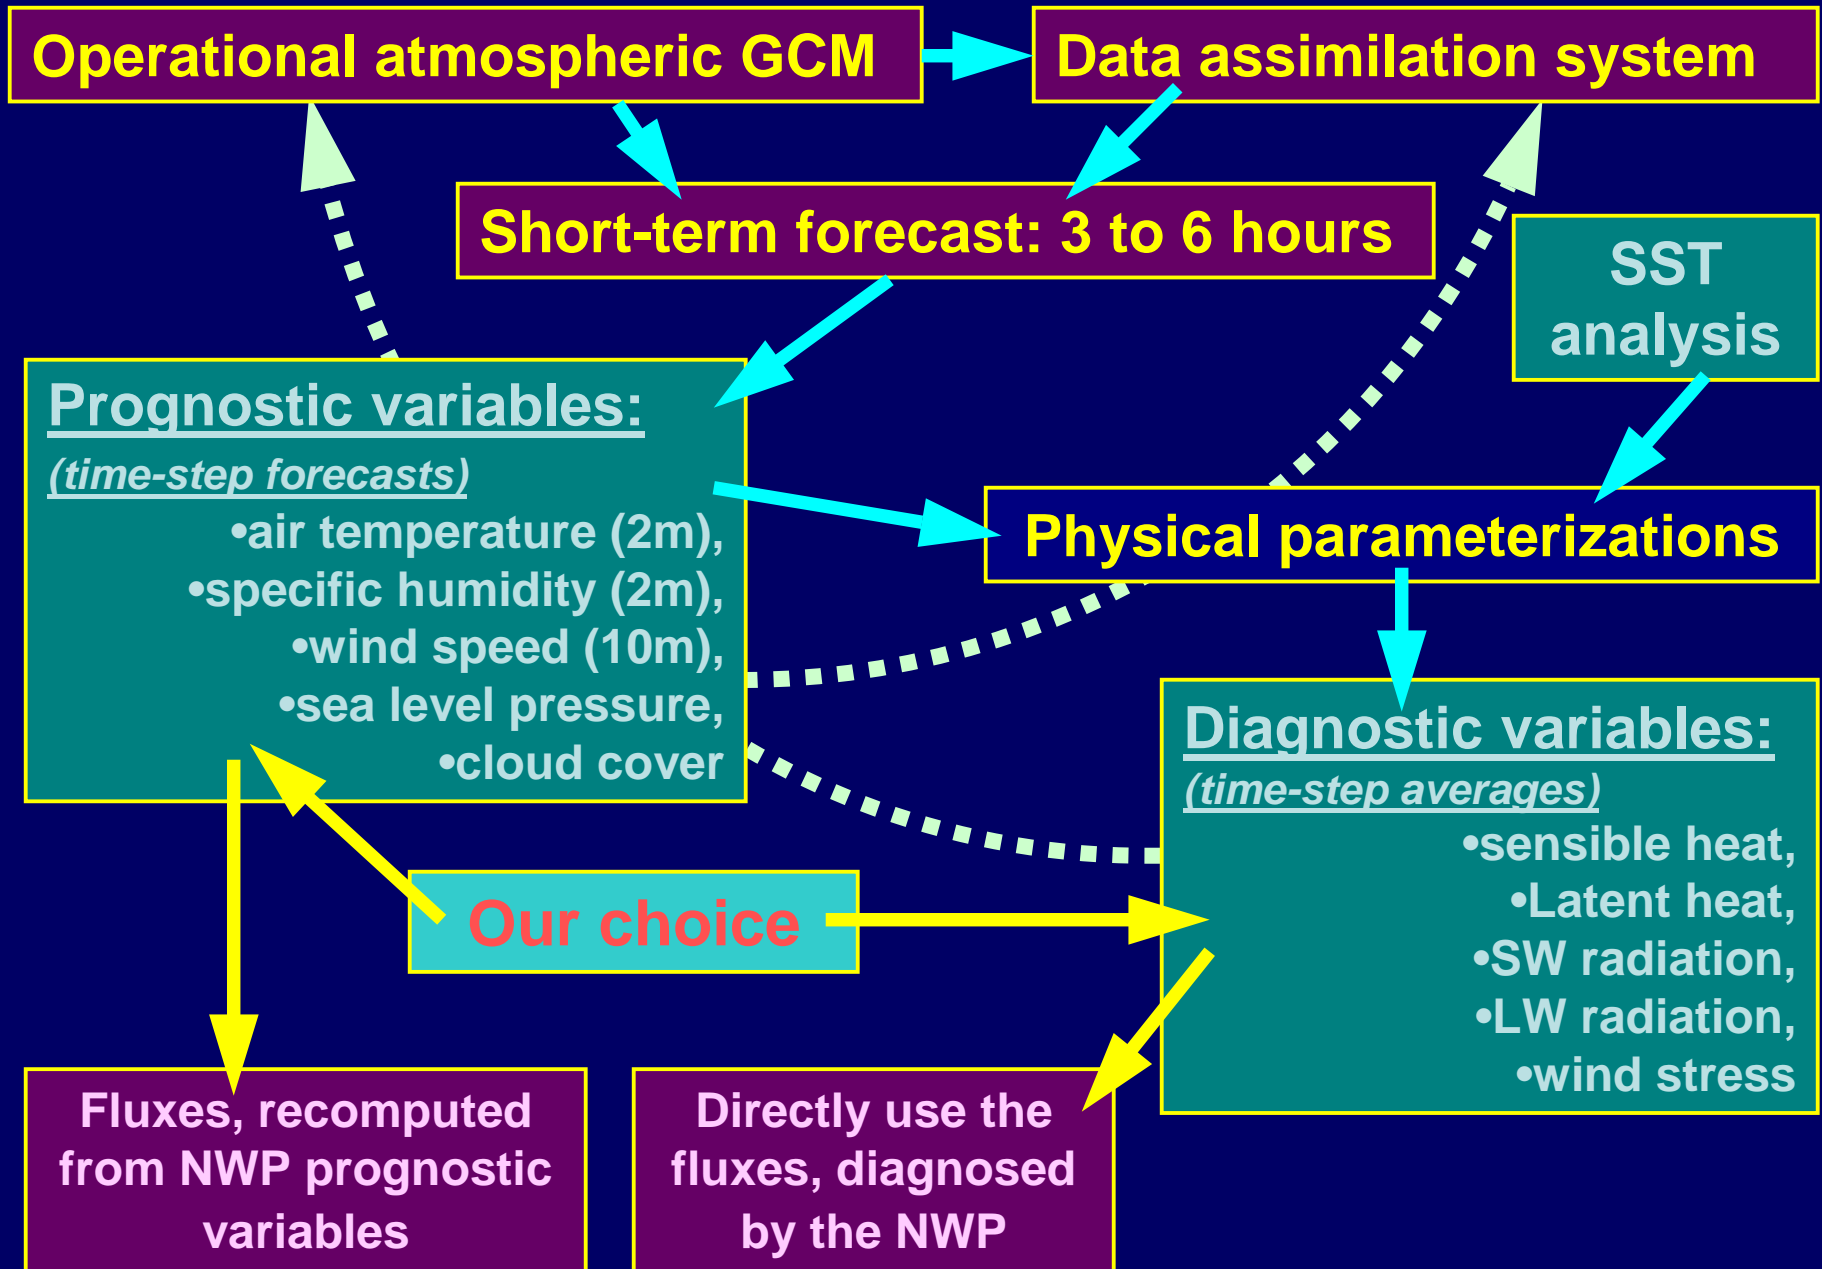 Operational atmospheric GCM
Data assimilation system
Short-term forecast: 3 to 6 hours
SST
analysis
Prognostic variables:
(time-step forecasts)
•air temperature (2m),
•specific humidity (2m),
•wind speed (10m),
•sea level pressure,
•cloud cover
Physical parameterizations
Diagnostic variables:
(time-step averages)
•sensible heat,
•Latent heat,
•SW radiation,
•LW radiation,
•wind stress
Our choice
Fluxes, recomputed
from NWP prognostic
variables
Directly use the
fluxes, diagnosed
by the NWP